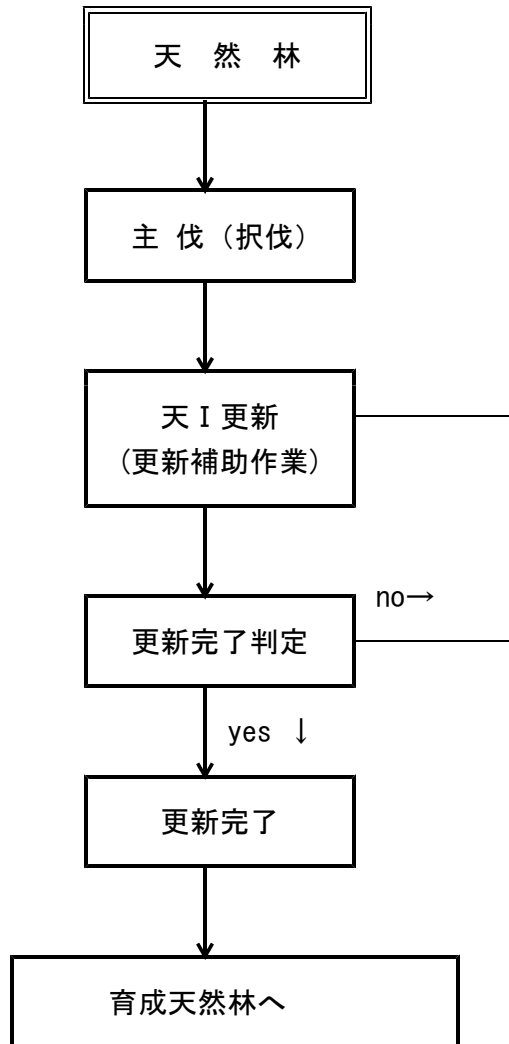 天　然　林
主 伐（択伐）
天Ⅰ更新
(更新補助作業)
no→
更新完了判定
yes ↓
更新完了
育成天然林へ